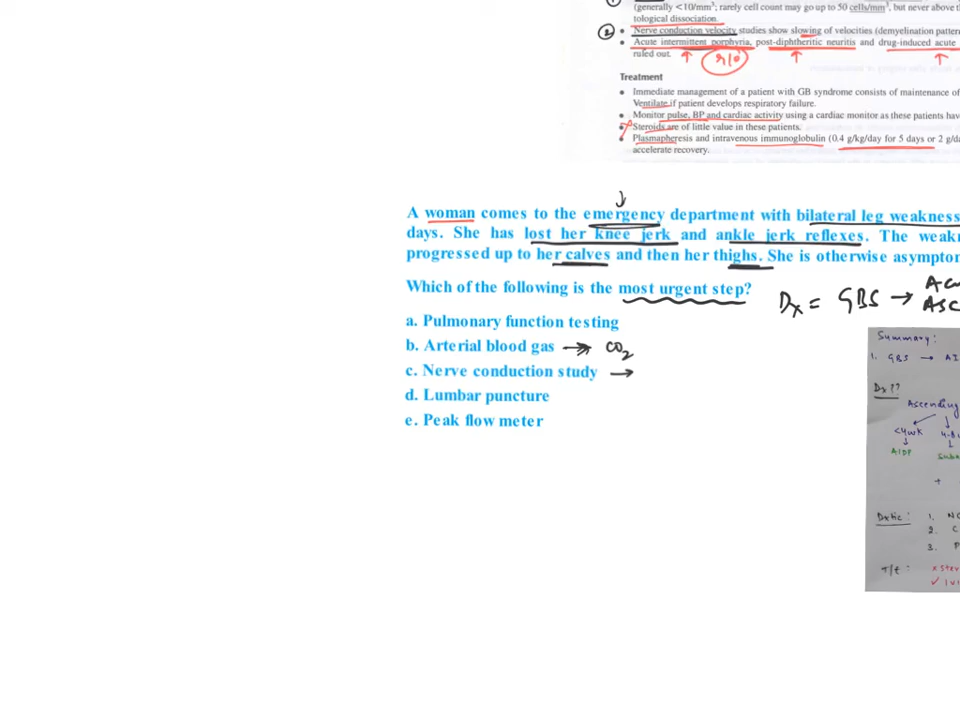 (generally <10/mm³; rarely cell count may go up to 50 cells/mm³, but never above
tological dissociation.
② • Nerve conduction velocity studies show slowing of velocities (demyelination
• Acute intermittent porphyria, post-diphtheritic neuritis and drug-induced acute
ruled out.
r/o
Treatment
• Immediate management of a patient with GB syndrome consists of maintenance of
Ventilate if patient develops respiratory failure.
• Monitor pulse, BP and cardiac activity using a cardiac monitor as these patients
• Steroids are of little value in these patients.
• Plasmapheresis and intravenous immunoglobulin (0.4 g/kg/day for 5 days or 2
accelerate recovery.
A woman comes to the emergency department with bilateral leg weakness
days. She has lost her knee jerk and ankle jerk reflexes. The
progressed up to her calves and then her thighs. She is otherwise
Which of the following is the most urgent step?
Dx = GBS →
a. Pulmonary function testing
b. Arterial blood gas → CO₂
c. Nerve conduction study →
d. Lumbar puncture
e. Peak flow meter
Summary:
1. GBS →
Dx??
Ascending
<4wk
AIDP
+
1.
2.
3.
T/t :